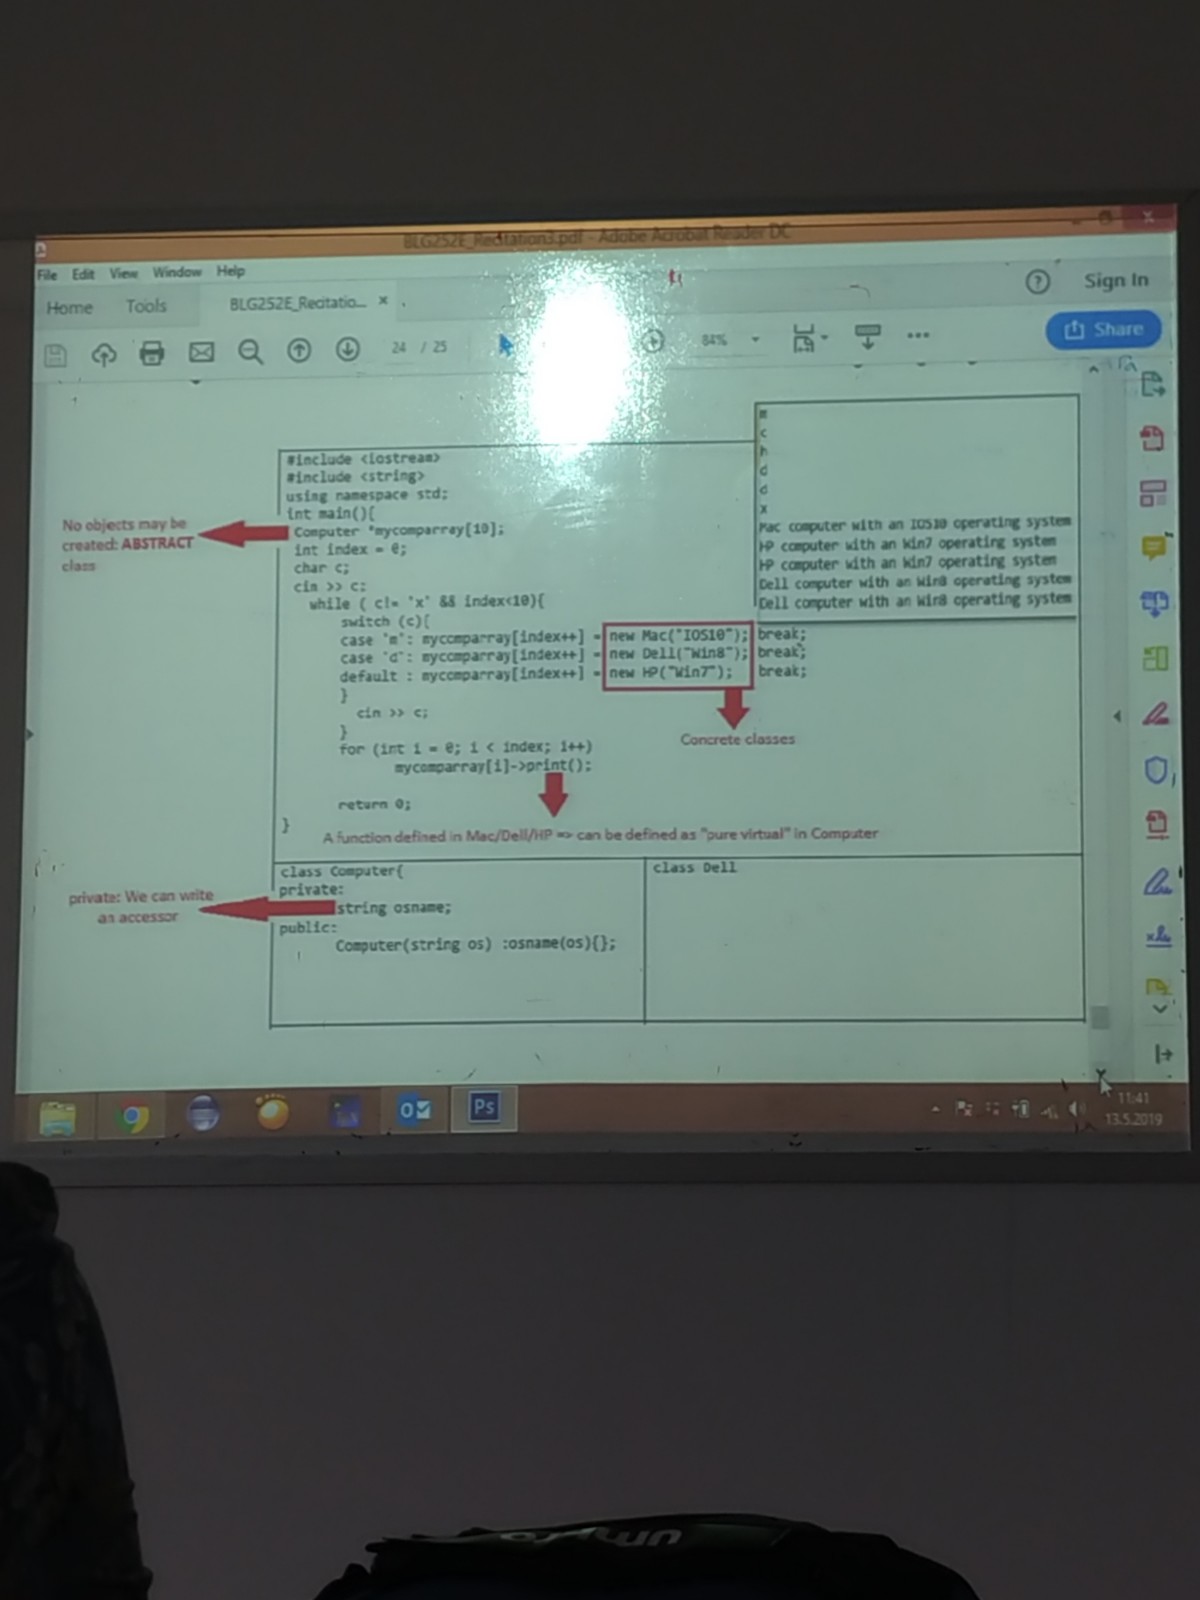 BLG252E_Recitation3.pdf - Adobe Acrobat Reader DC
File Edit View Window Help
Home Tools BLG252E_Recitatio... ×
Sign In
24 / 25
84%
Share
m
c
h
d
d
x
Mac computer with an IOS10 operating system
HP computer with an Win7 operating system
HP computer with an Win7 operating system
Dell computer with an Win8 operating system
Dell computer with an Win8 operating system
#include <iostream>
#include <string>
using namespace std;
int main(){
Computer *mycomparray[10];
int index = 0;
char c;
cin >> c;
while ( c!= 'x' && index<10){
switch (c){
case 'm': mycomparray[index++] = new Mac("IOS10"); break;
case 'd': mycomparray[index++] = new Dell("Win8"); break;
default : mycomparray[index++] = new HP("Win7"); break;
}
cin >> c;
}
for (int i = 0; i < index; i++)
mycomparray[i]->print();
return 0;
}
No objects may be
created: ABSTRACT
class
Concrete classes
A function defined in Mac/Dell/HP => can be defined as "pure virtual" in Computer
class Computer{
private:
string osname;
public:
Computer(string os) :osname(os){};
class Dell
private: We can write
an accessor
Ps
11:41
13.5.2019